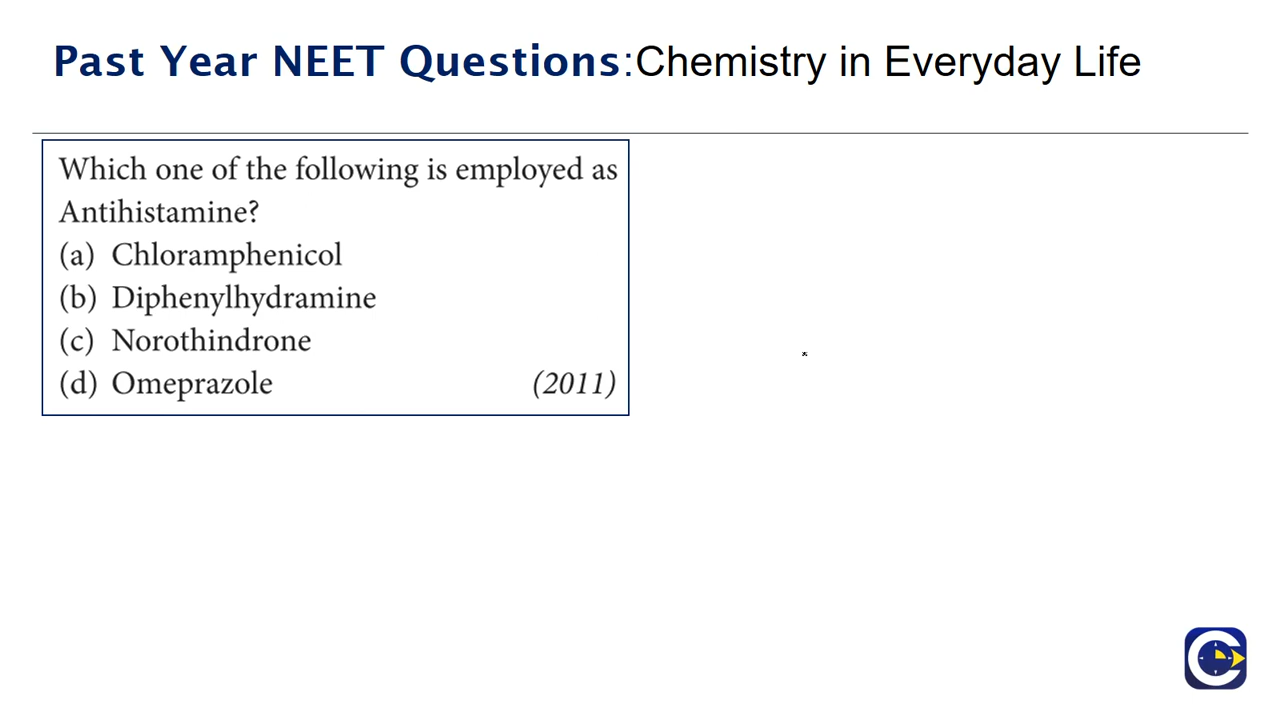 Past Year NEET Questions:Chemistry in Everyday Life
Which one of the following is employed as
Antihistamine?
(a) Chloramphenicol
(b) Diphenylhydramine
(c) Norothindrone
(d) Omeprazole (2011)